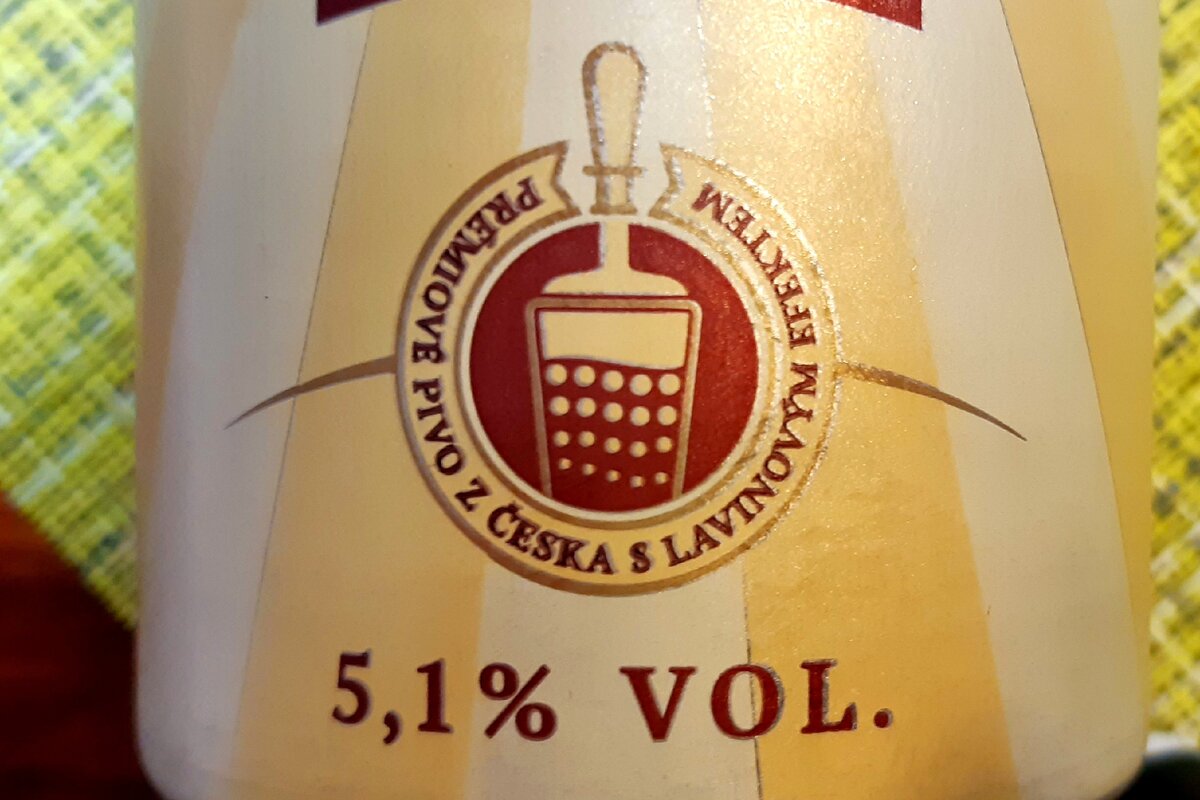 PRÉMIOVÉ PIVO Z ČESKA S LAVINOVÝM EFEKTEM
5,1% VOL.